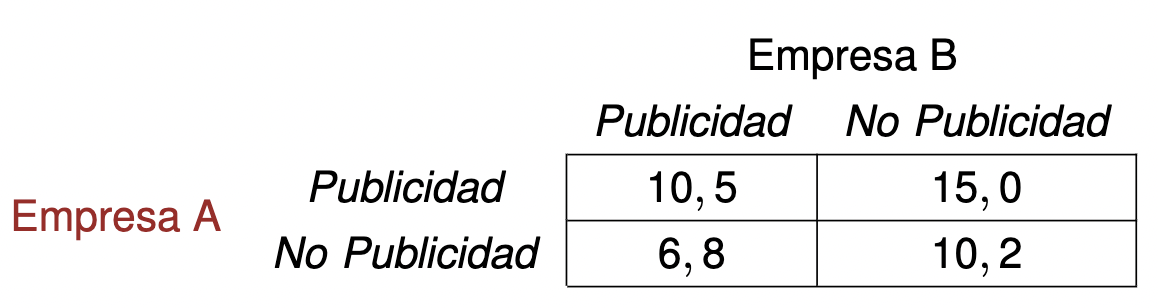 Empresa B
Publicidad No Publicidad
Publicidad 10, 5 15, 0
Empresa A
No Publicidad 6, 8 10, 2